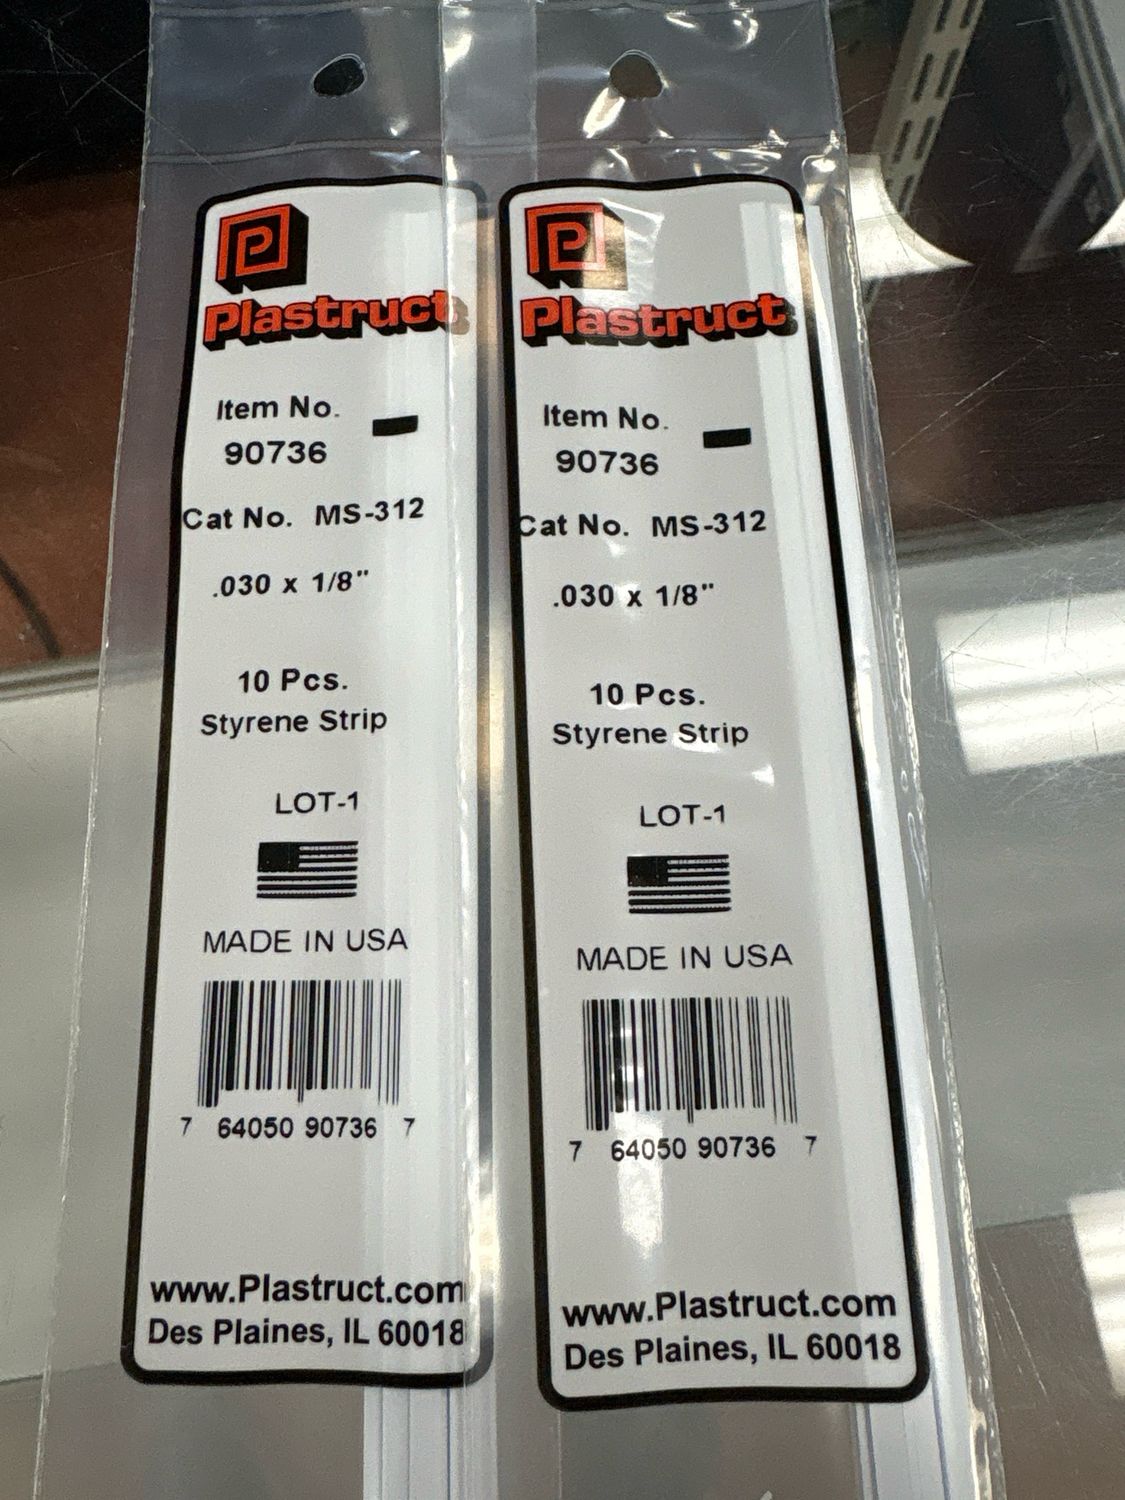 Plastruct
Item No.
90736
Cat No. MS-312
.030 x 1/8"
10 Pcs.
Styrene Strip
LOT-1
MADE IN USA
7 64050 90736 7
www.Plastruct.com
Des Plaines, IL 60018
Plastruct
Item No.
90736
Cat No. MS-312
.030 x 1/8"
10 Pcs.
Styrene Strip
LOT-1
MADE IN USA
7 64050 90736 7
www.Plastruct.com
Des Plaines, IL 60018